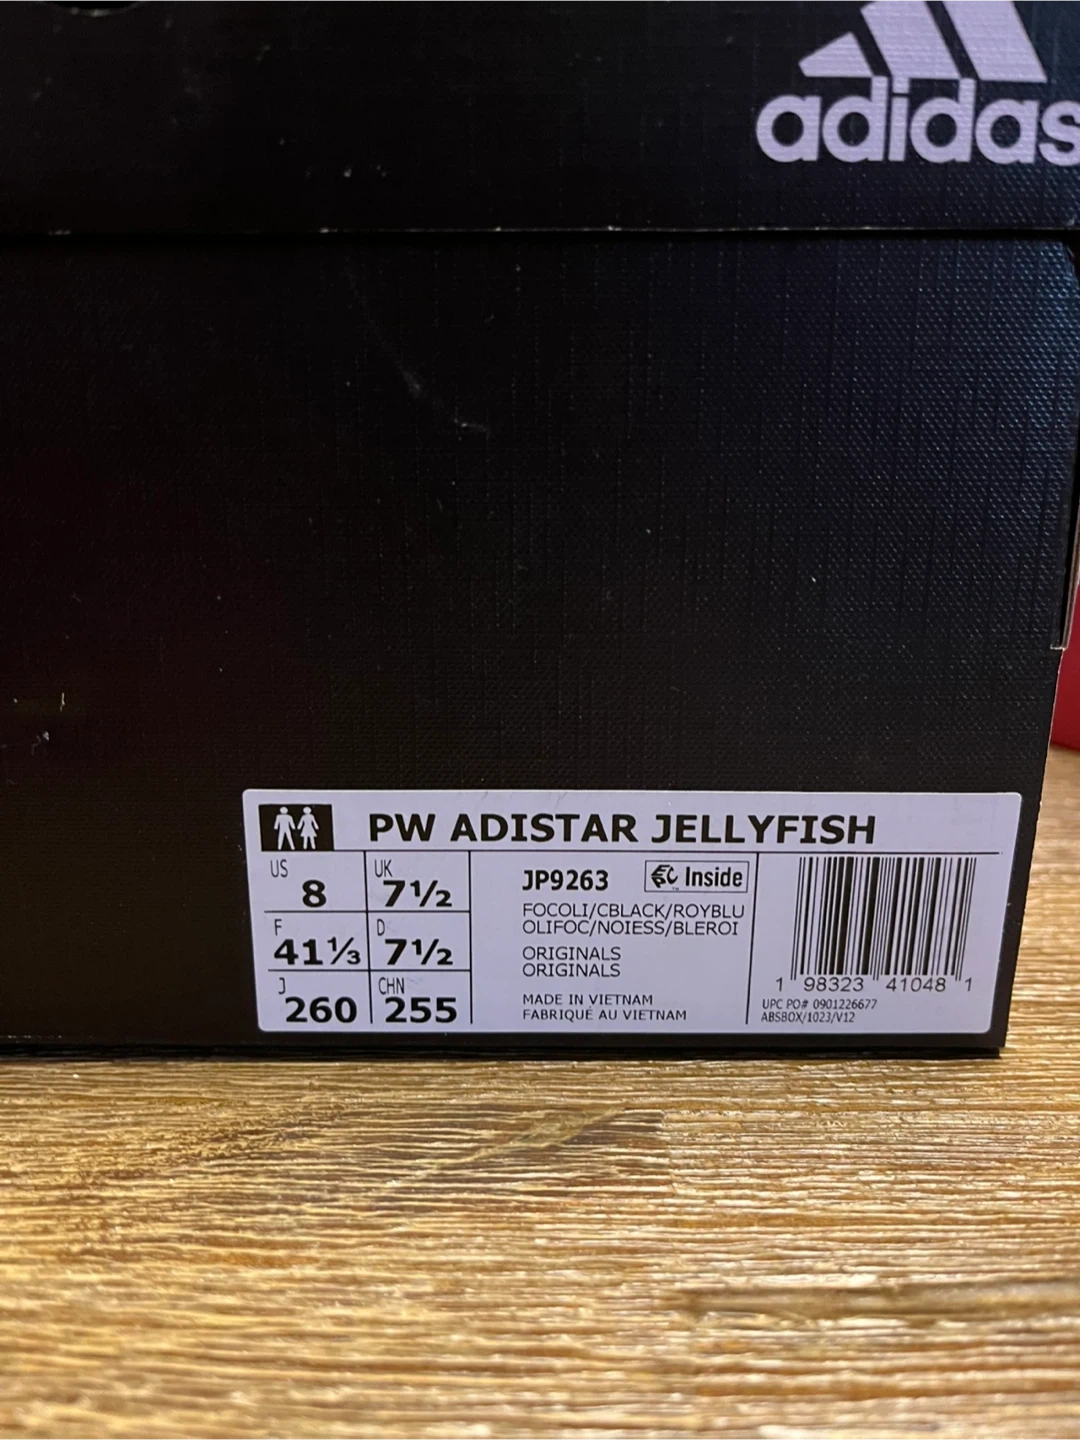 adidas
PW ADISTAR JELLYFISH
US
8
UK
7½
F
41⅓
D
7½
J
260
CHN
255
JP9263
Inside
FOCOLI/CBLACK/ROYBLU
OLIFOC/NOIESS/BLEROI
ORIGINALS
ORIGINALS
MADE IN VIETNAM
FABRIQUÉ AU VIETNAM
1 98323 41048 1
UPC PO# 0901226677
ABSBOX/1023/V12